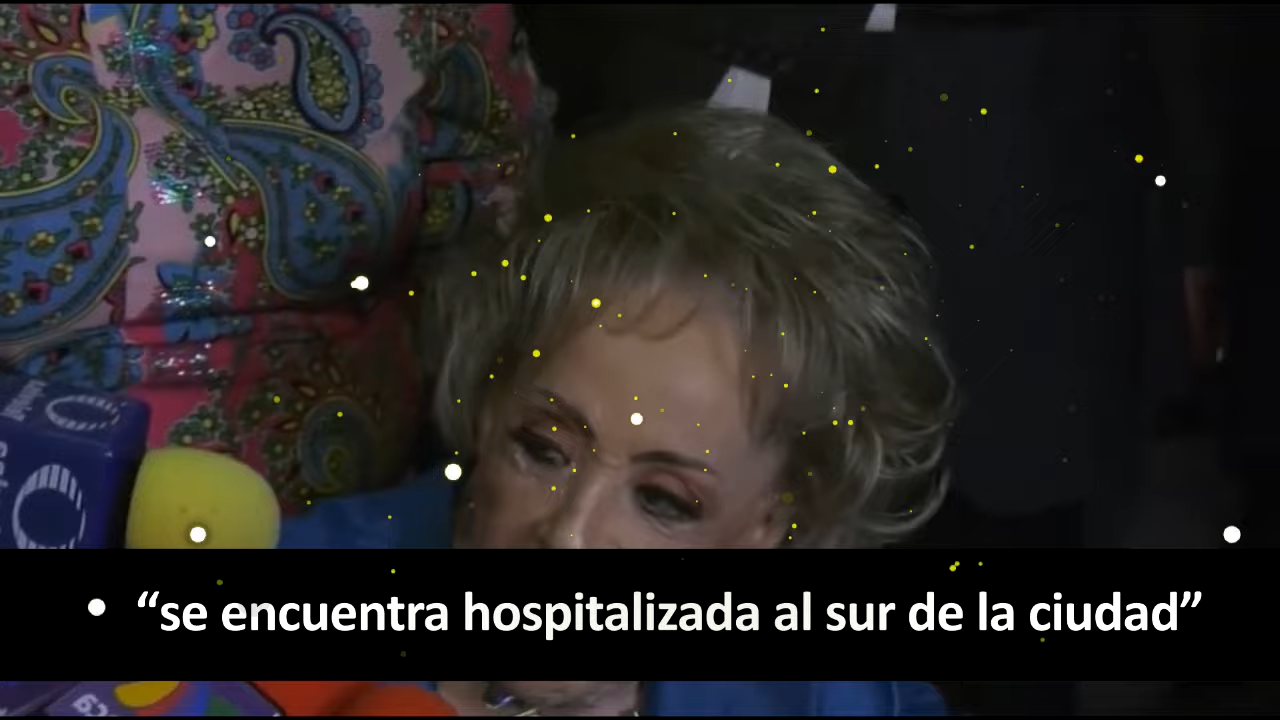 “se encuentra hospitalizada al sur de la ciudad”